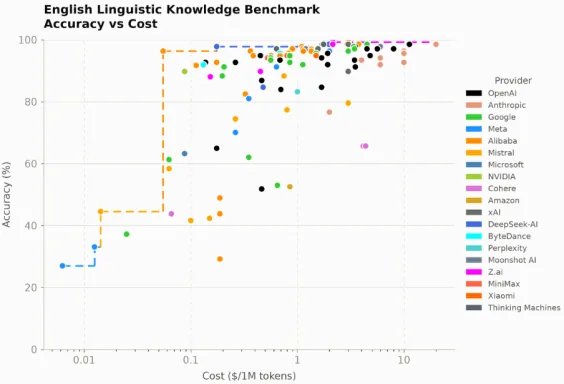 English Linguistic Knowledge Benchmark
Accuracy vs Cost
100
80
60
40
20
0
Accuracy (%)
0.01
0.1
1
10
Cost ($/1M tokens)
Provider
OpenAI
Anthropic
Google
Meta
Alibaba
Mistral
Microsoft
NVIDIA
Cohere
Amazon
xAI
DeepSeek-AI
ByteDance
Perplexity
Moonshot AI
Z.ai
MiniMax
Xiaomi
Thinking Machines